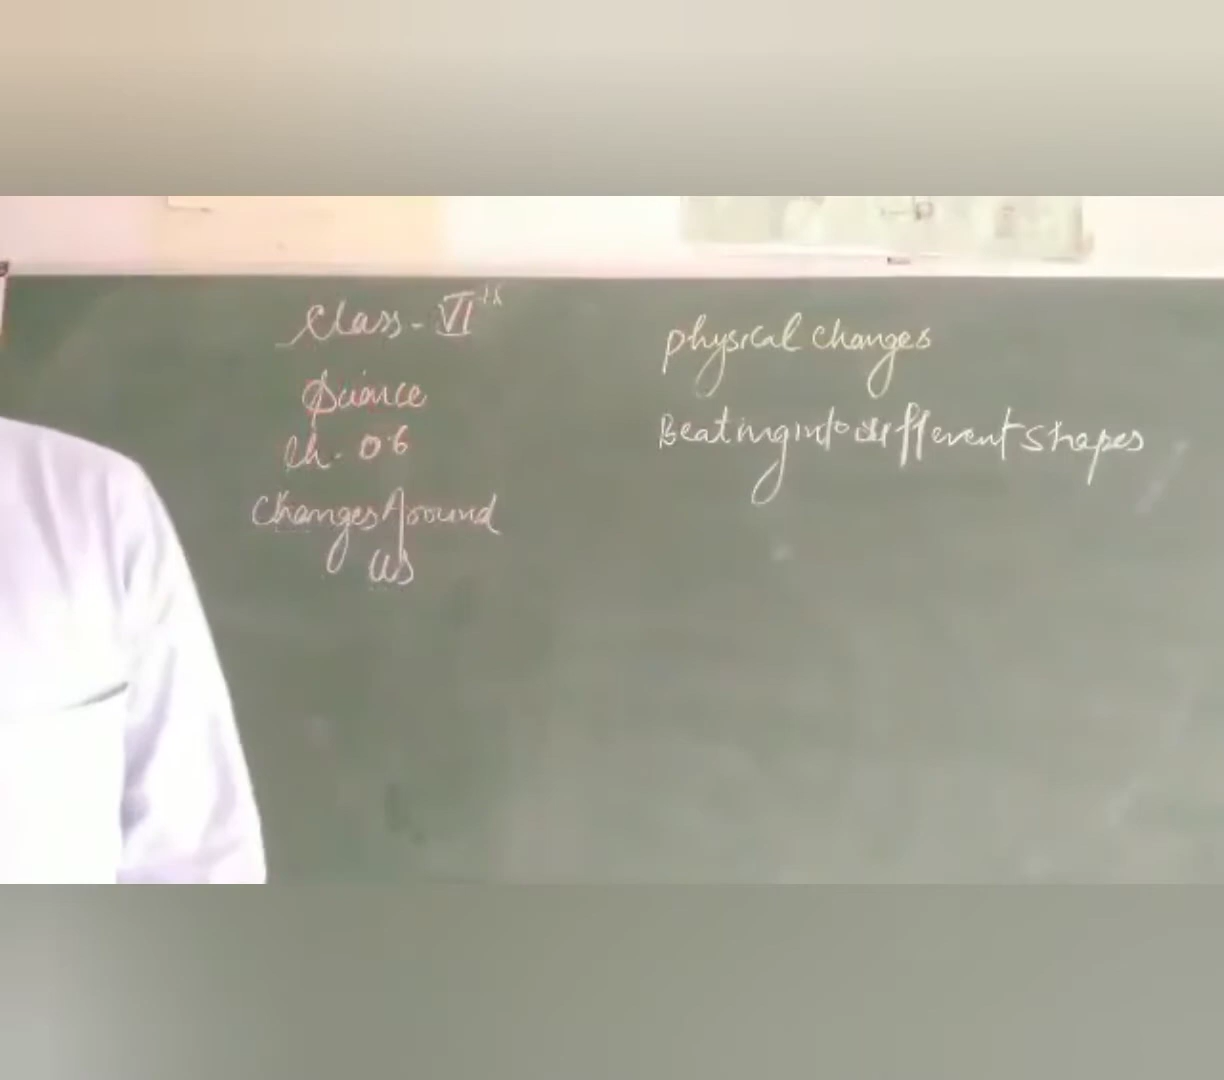 Class - VIth
Science
Ch. 06
Changes Around
us
physical changes
Beating into different shapes